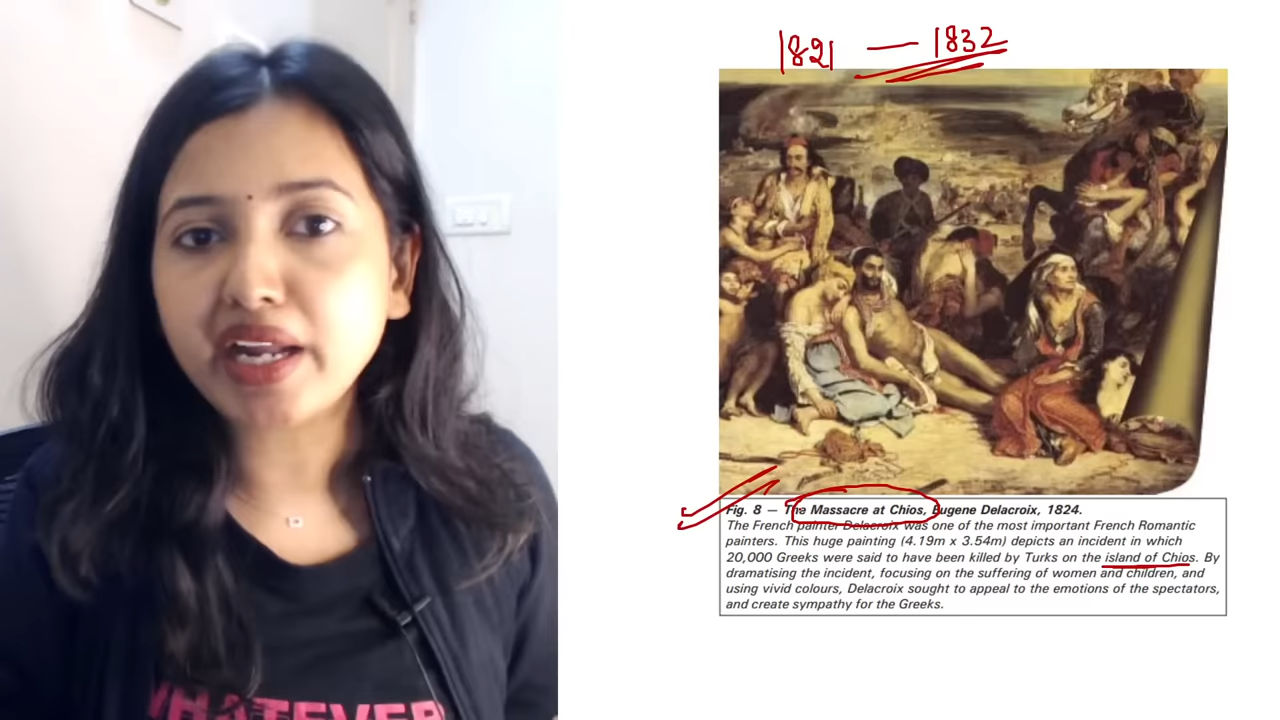 1821 — 1832
Fig. 8 — The Massacre at Chios, Eugene Delacroix, 1824.
The French painter Delacroix was one of the most important French Romantic
painters. This huge painting (4.19m x 3.54m) depicts an incident in which
20,000 Greeks were said to have been killed by Turks on the island of Chios. By
dramatising the incident, focusing on the suffering of women and children, and
using vivid colours, Delacroix sought to appeal to the emotions of the spectators,
and create sympathy for the Greeks.
WHATEVER